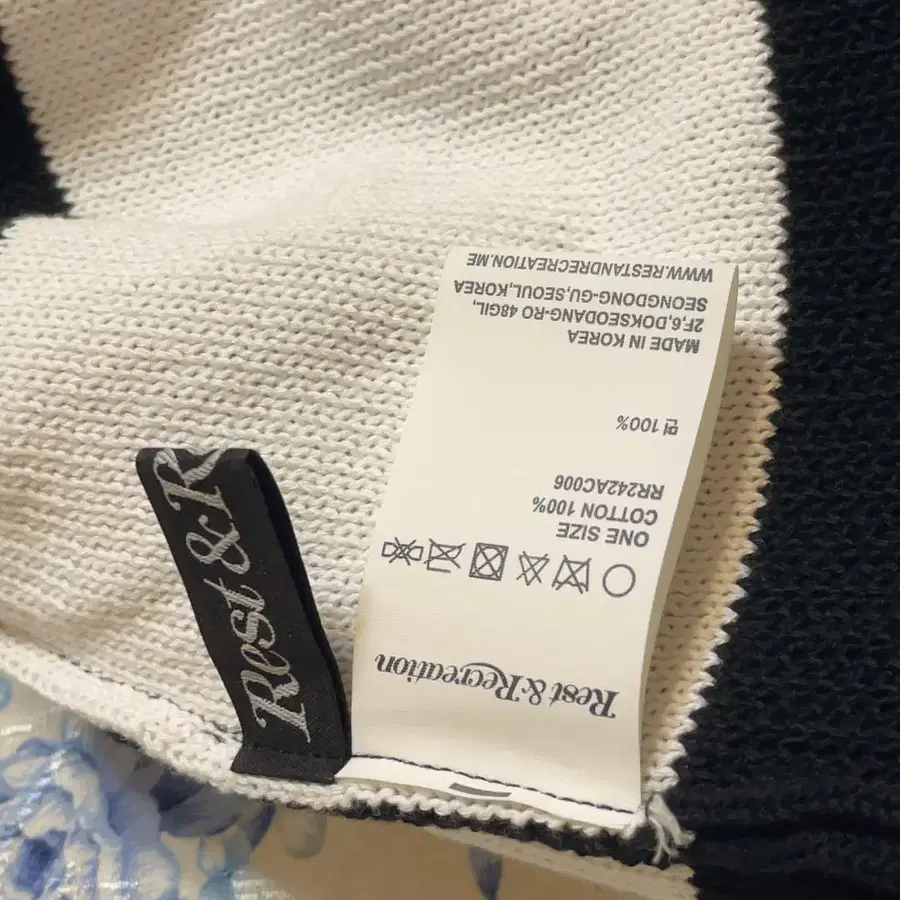 Rest & Recreation
ONE SIZE
COTTON 100%
RR242AC006
면 100%
MADE IN KOREA
2F,6,DOKSEODANG-RO 48GIL,
SEONGDONG-GU,SEOUL,KOREA
WWW.RESTANDRECREATION.ME
Rest & R